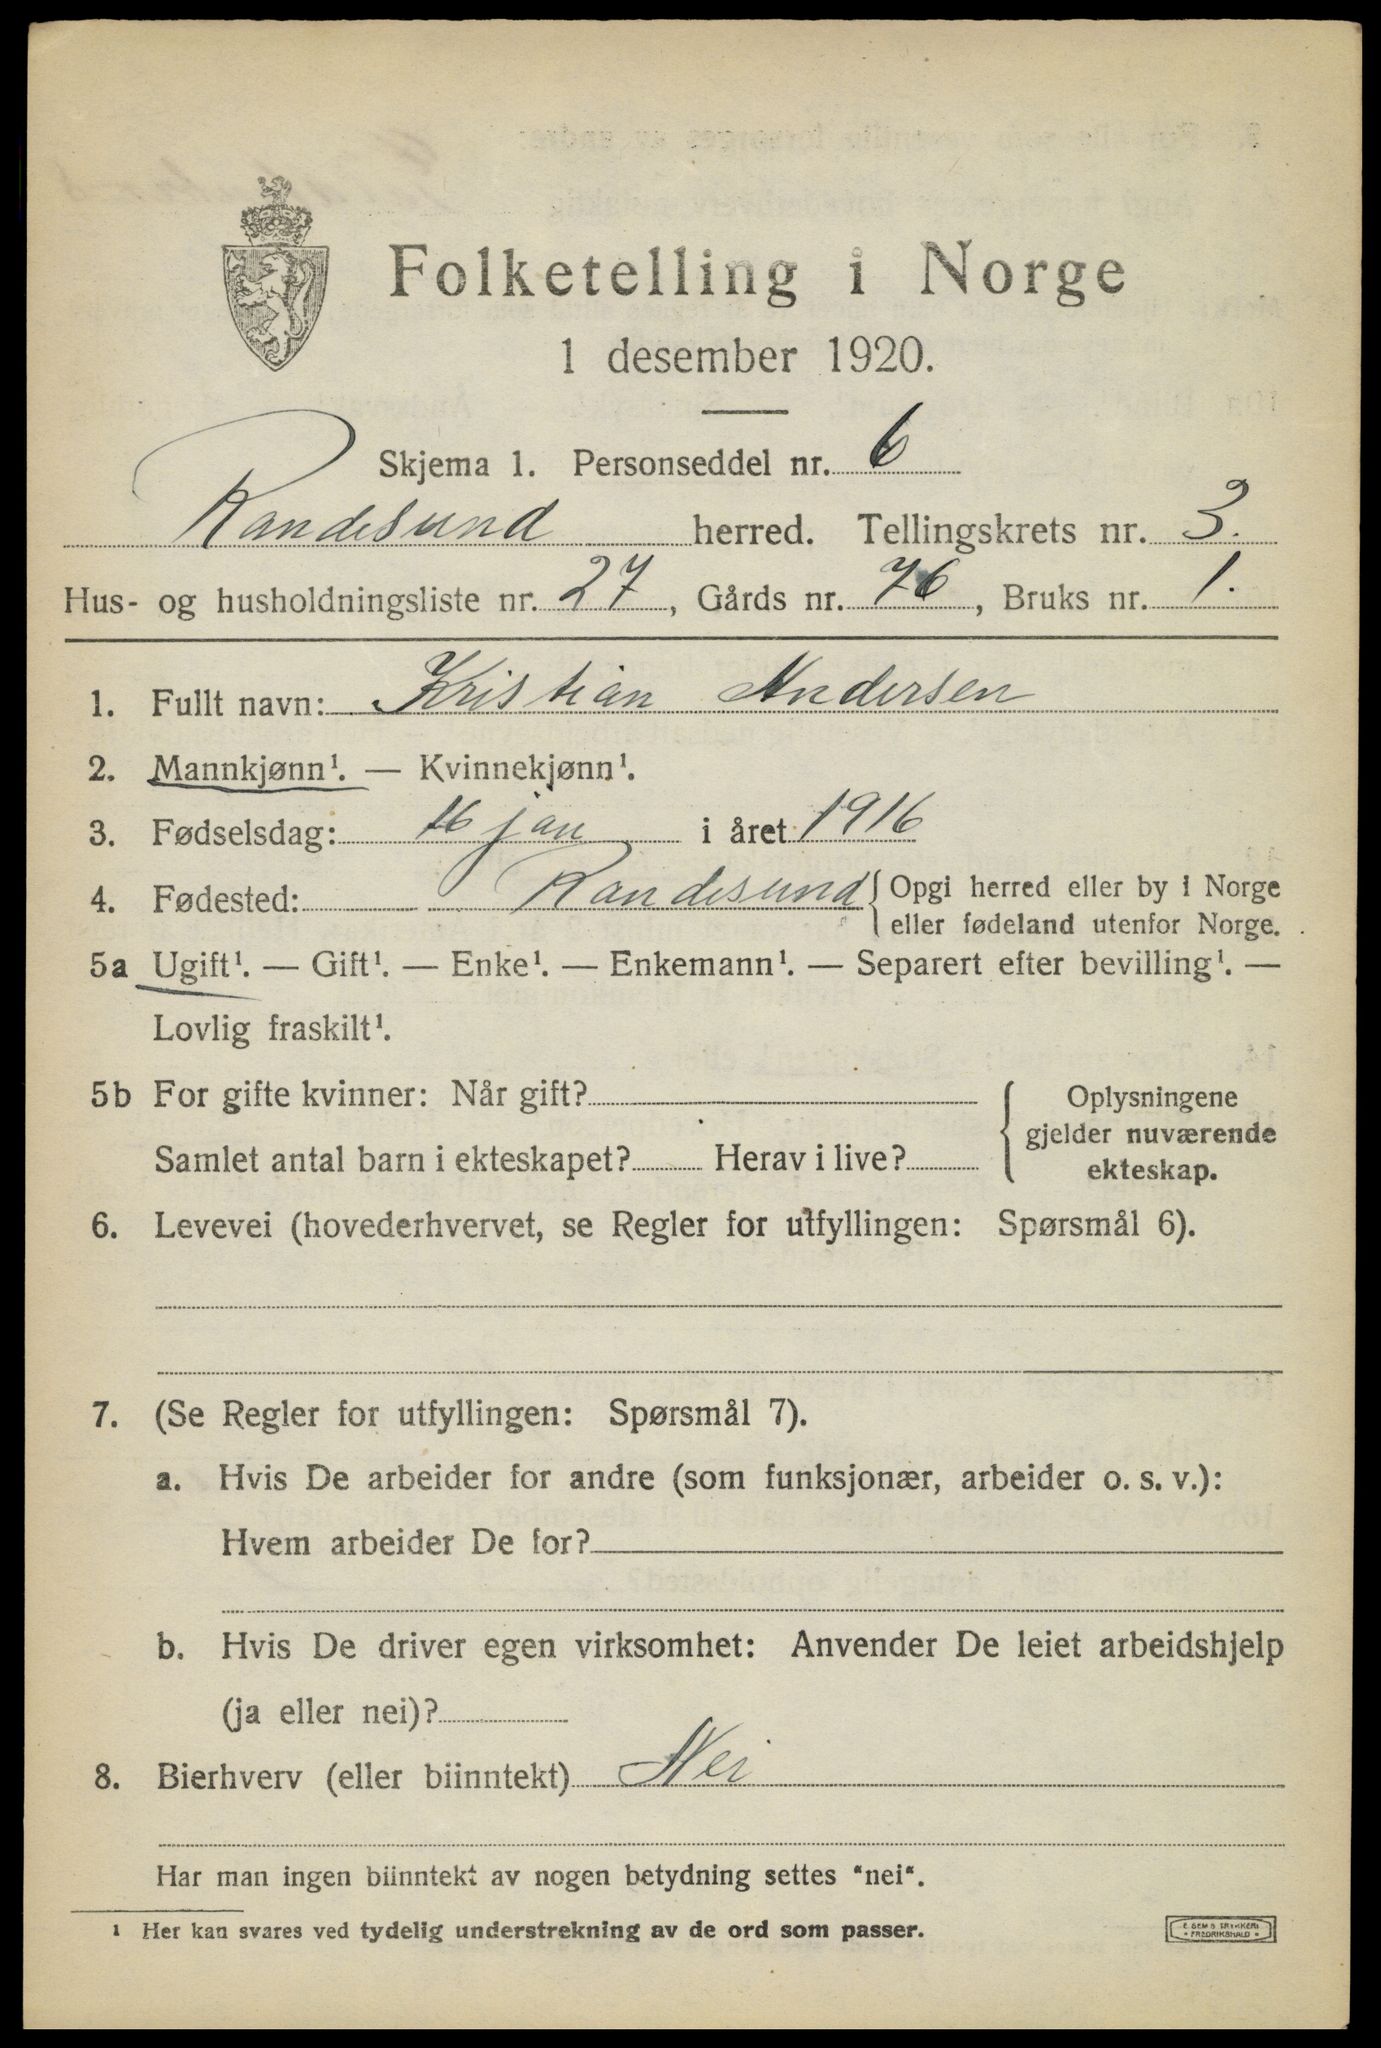 Folketelling i Norge
1 desember 1920.
Skjema 1. Personseddel nr. 6
Randesund herred. Tellingskrets nr. 3.
Hus- og husholdningsliste nr. 27, Gårds nr. 76, Bruks nr. 1.
1. Fullt navn: Kristian Andersen
2. Mannkjønn¹. — Kvinnekjønn¹.
3. Fødselsdag: 16 jan i året 1916
4. Fødested: Randesund { Opgi herred eller by i Norge
eller fødeland utenfor Norge.
5a Ugift¹. — Gift¹. — Enke¹. — Enkemann¹. — Separert efter bevilling¹. —
Lovlig fraskilt¹.
5b For gifte kvinner: Når gift?
Samlet antal barn i ekteskapet? Herav i live?
Oplysningene
gjelder nuværende
ekteskap.
6. Levevei (hovederhvervet, se Regler for utfyllingen: Spørsmål 6).
7. (Se Regler for utfyllingen: Spørsmål 7).
a. Hvis De arbeider for andre (som funksjonær, arbeider o. s. v.):
Hvem arbeider De for?
b. Hvis De driver egen virksomhet: Anvender De leiet arbeidshjelp
(ja eller nei)?
8. Bierhverv (eller biinntekt) Nei
Har man ingen biinntekt av nogen betydning settes "nei".
¹ Her kan svares ved tydelig understrekning av de ord som passer.
E. SEM'S TRYKKERI
FREDRIKSHALD